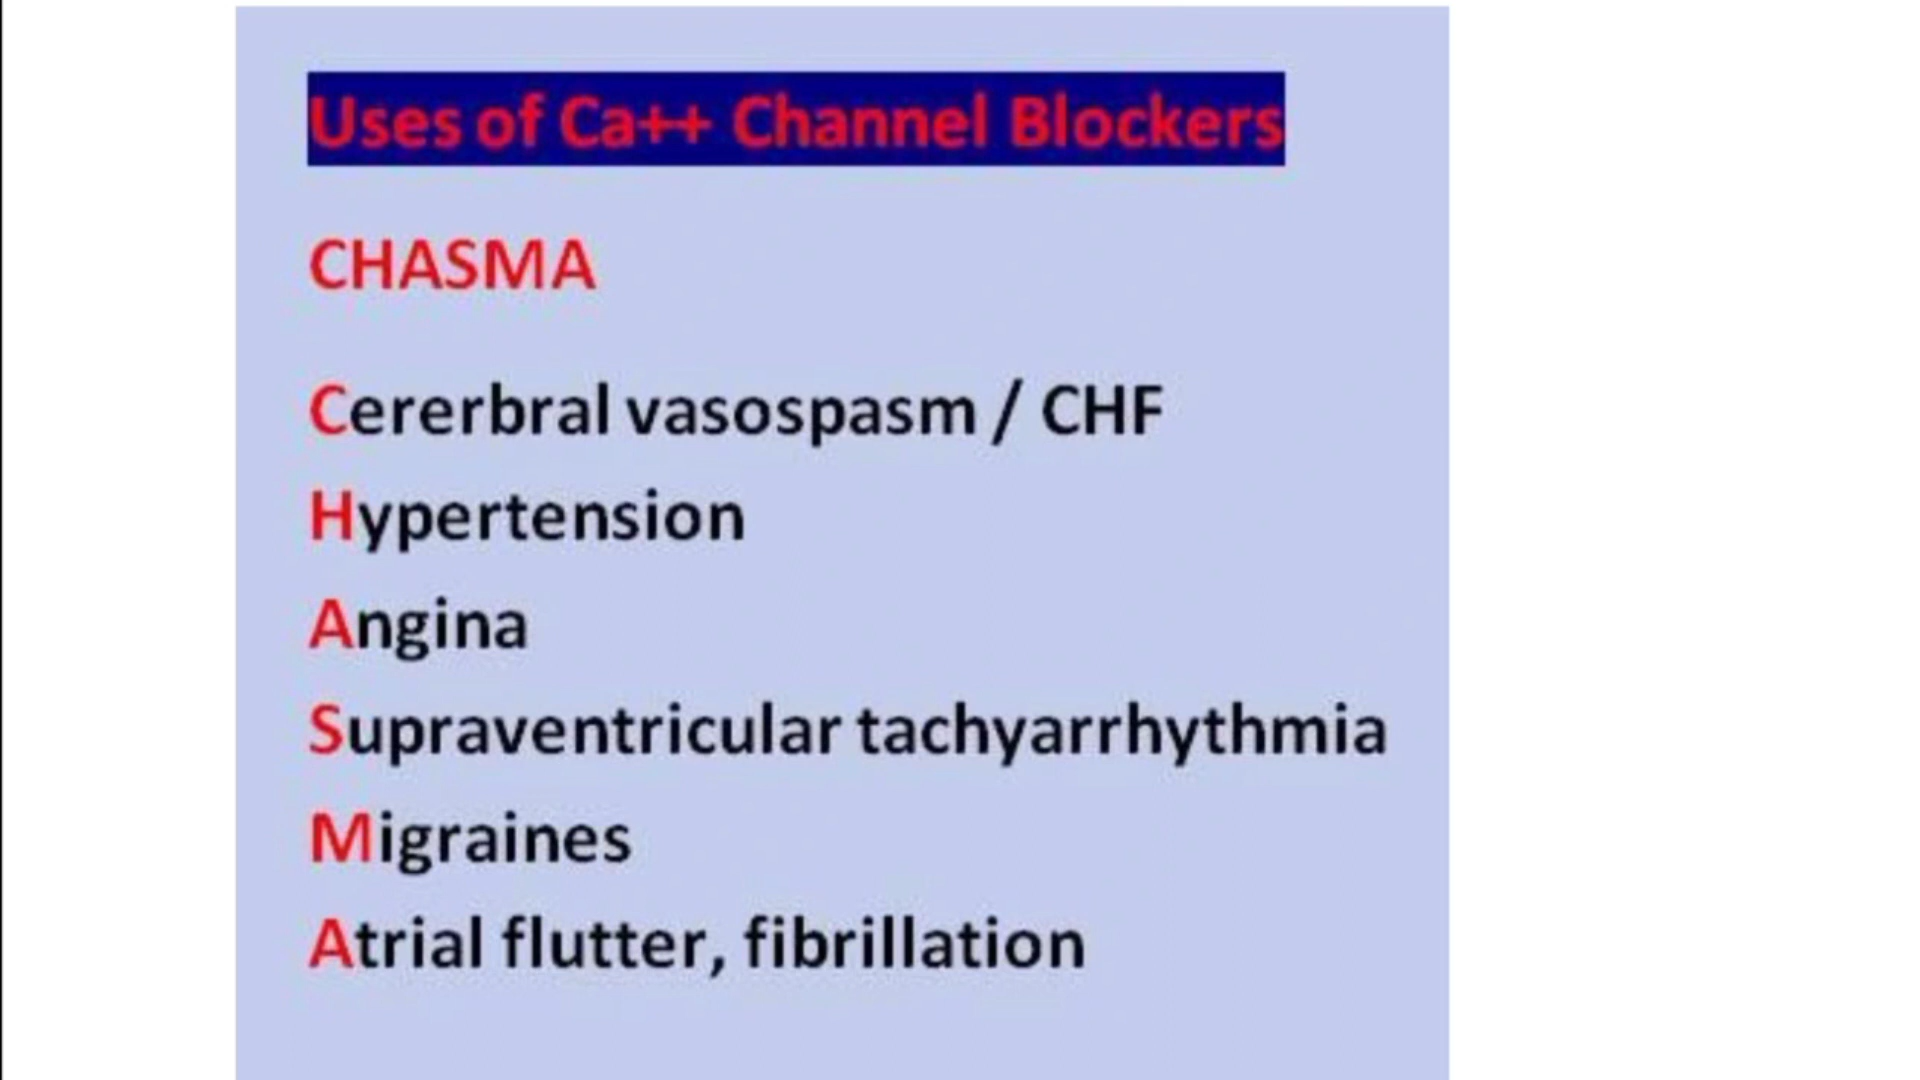 Uses of Ca++ Channel Blockers
CHASMA
Cererbral vasospasm / CHF
Hypertension
Angina
Supraventricular tachyarrhythmia
Migraines
Atrial flutter, fibrillation